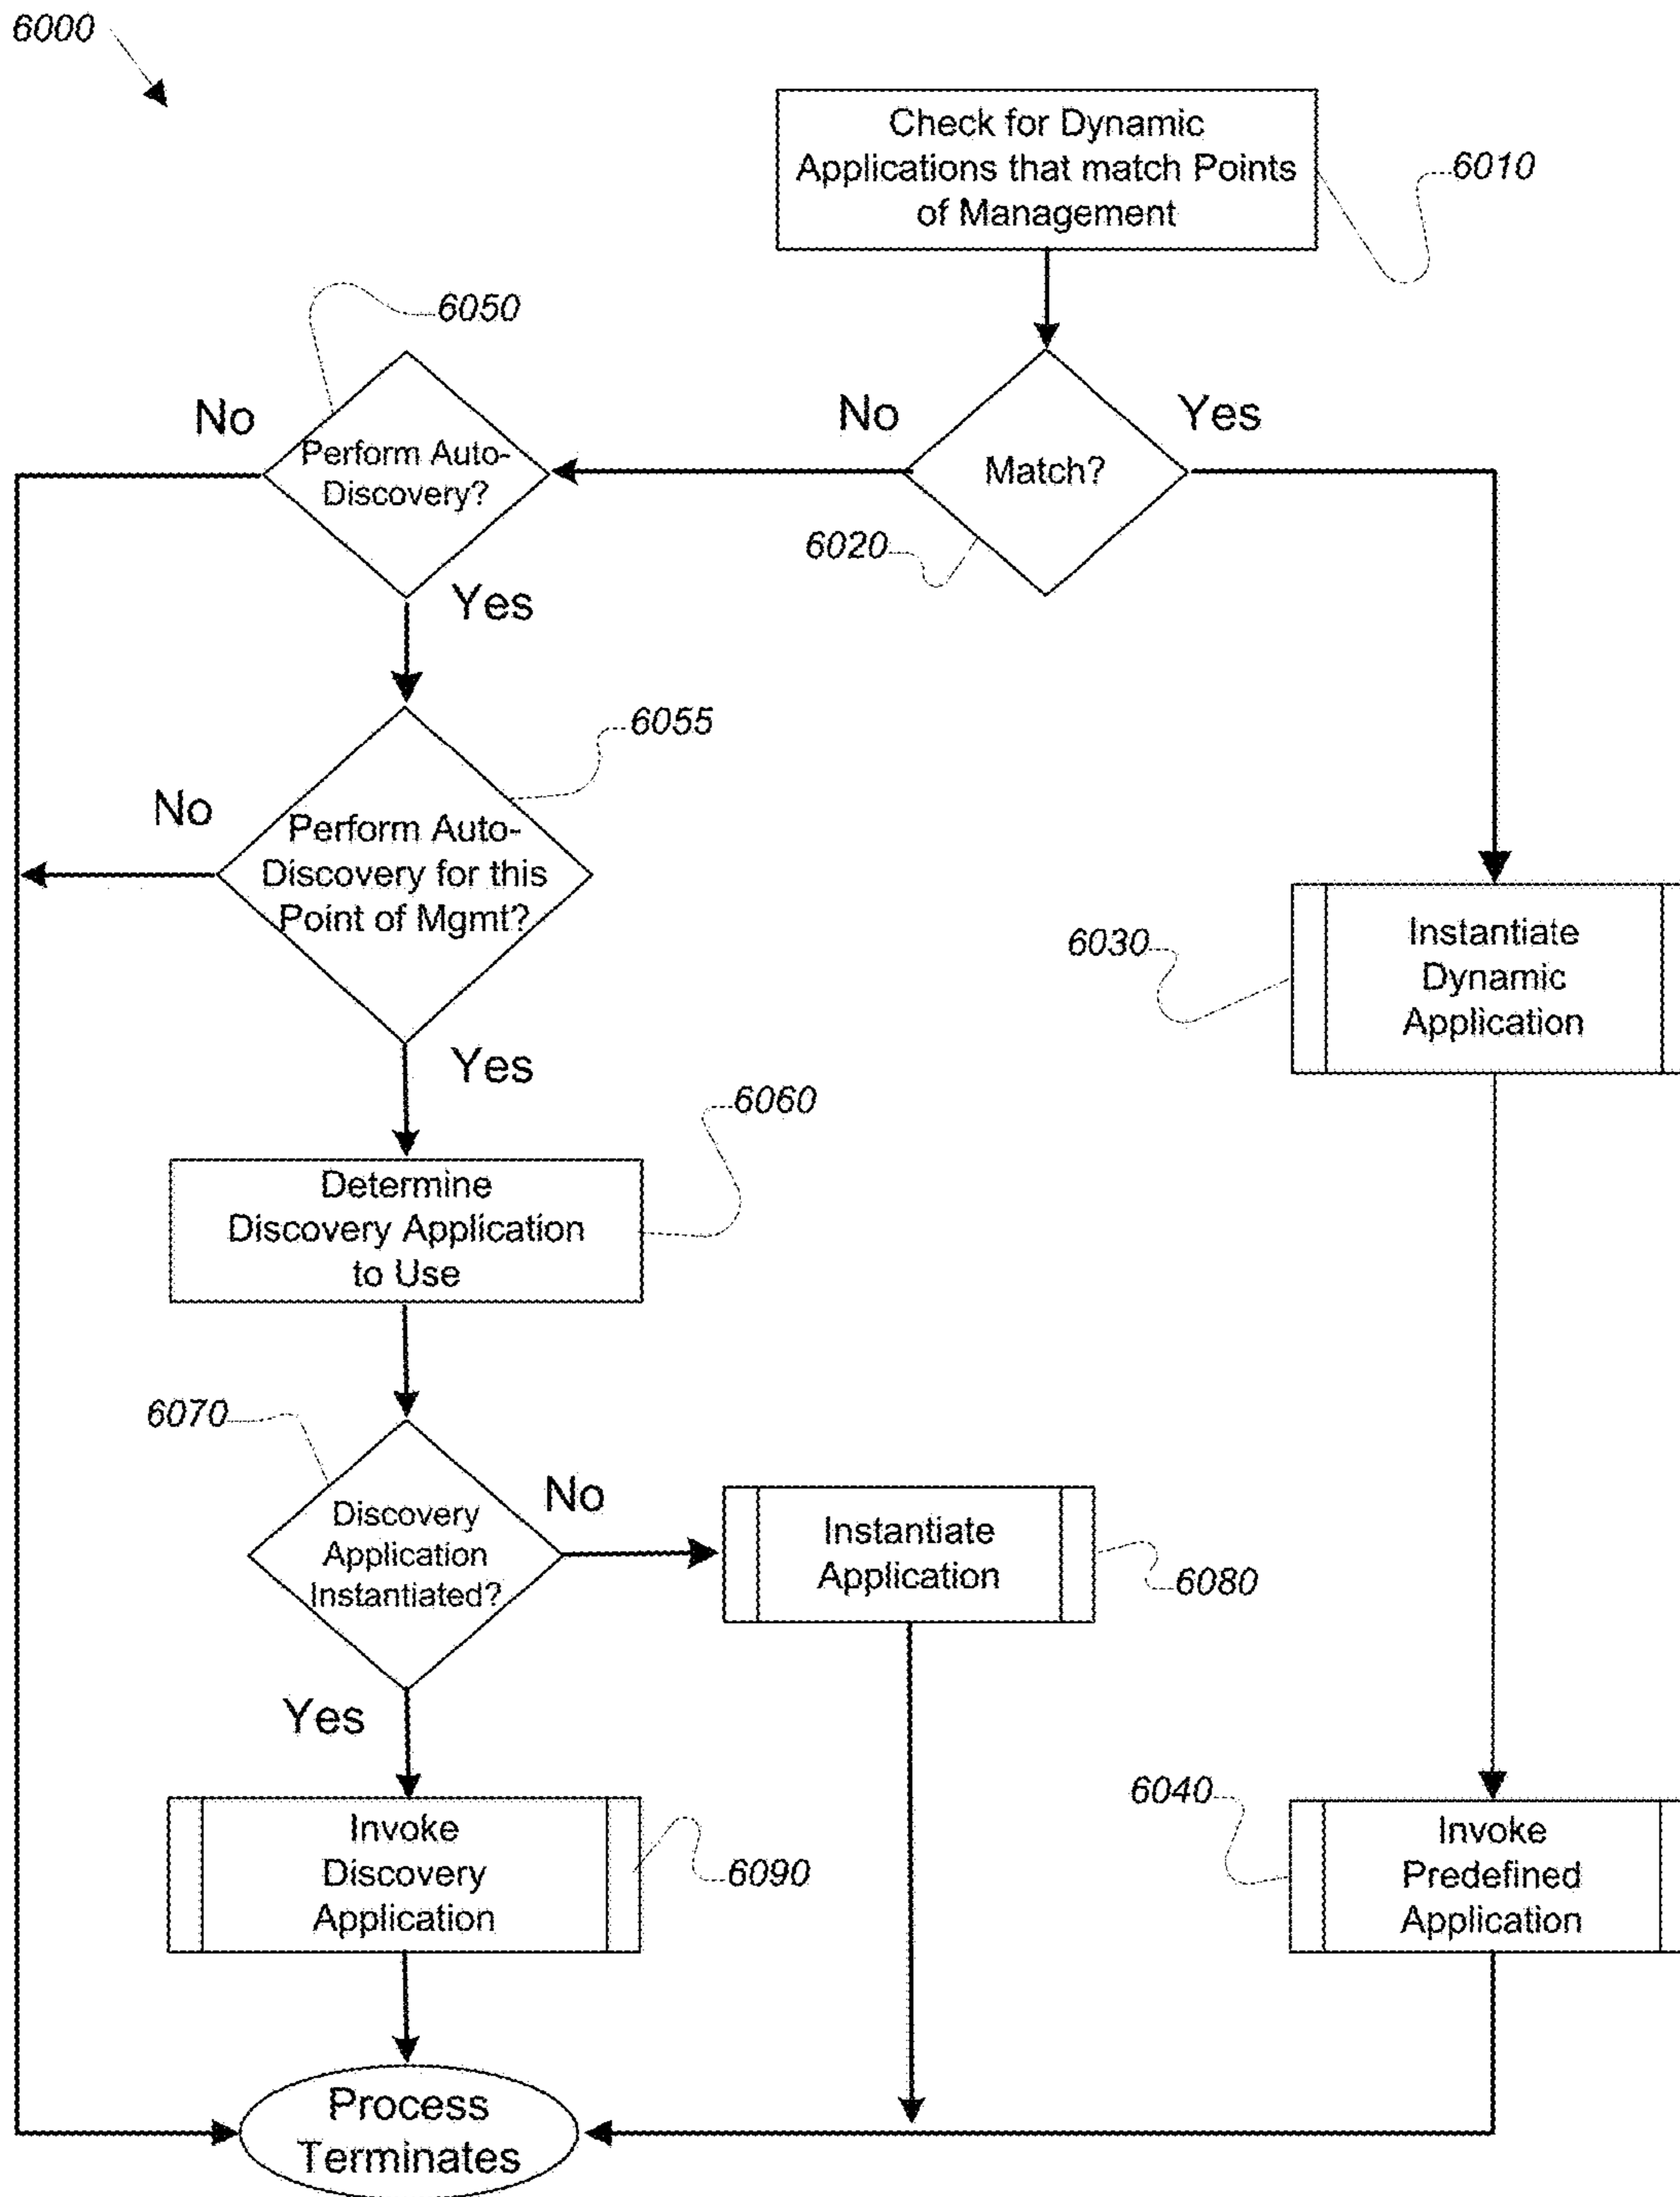 6000
Check for Dynamic
Applications that match Points
of Management
6010
6050
No
Perform Auto-
Discovery?
Yes
No
Match?
Yes
6020
6055
No
Perform Auto-
Discovery for this
Point of Mgmt?
Yes
6030
Instantiate
Dynamic
Application
6060
Determine
Discovery Application
to Use
6070
Discovery
Application
Instantiated?
No
Instantiate
Application
6080
Yes
Invoke
Discovery
Application
6090
6040
Invoke
Predefined
Application
Process
Terminates